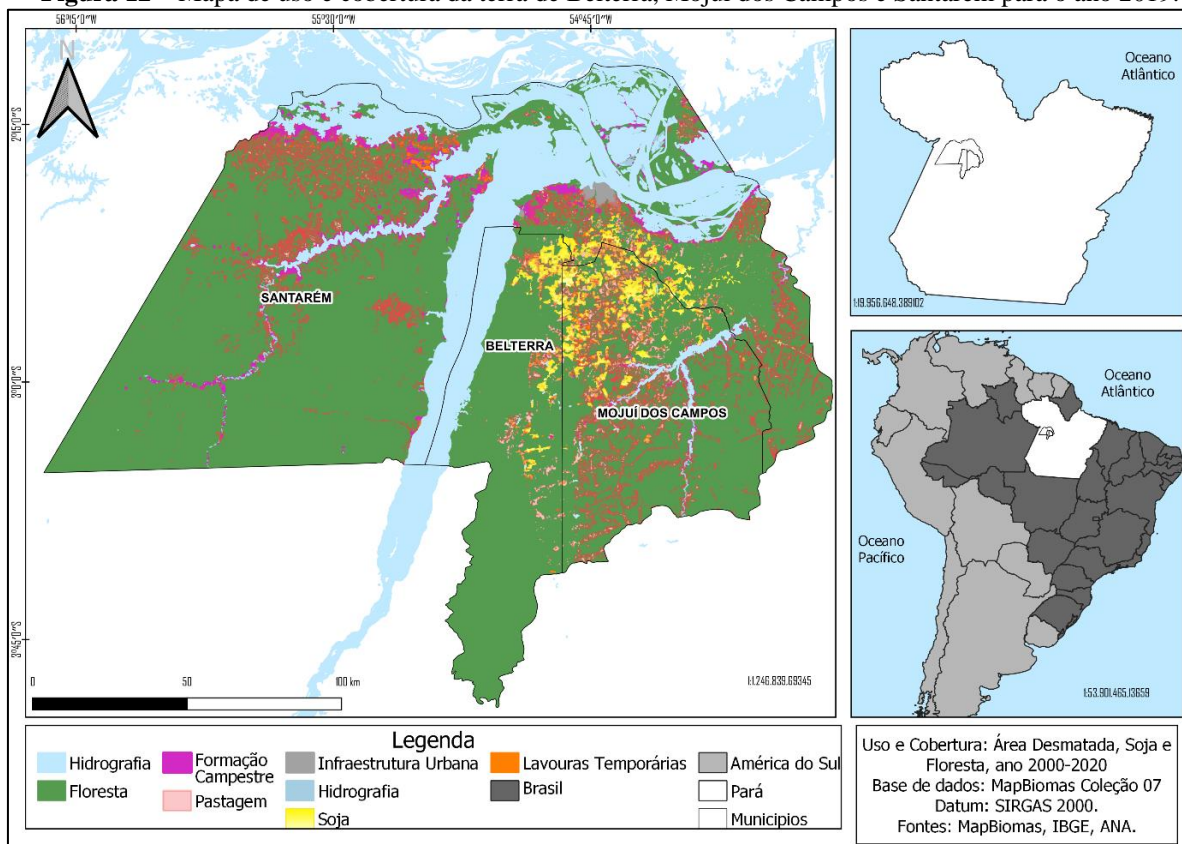 Figura 12 – Mapa de uso e cobertura da terra de Belterra, Mojuí dos Campos e Santarém para o ano 2019.
56°15'0"W
55°30'0"W
54°45'0"W
N
2°15'0"S
3°0'0"S
3°45'0"S
SANTARÉM
BELTERRA
MOJUÍ DOS CAMPOS
0
50
100 km
1:1.246.839.69345
Oceano
Atlântico
1:19.956.648.389102
Oceano
Atlântico
Oceano
Pacífico
1:53.901.465.13659
Legenda
Hidrografia
Floresta
Formação
Campestre
Pastagem
Infraestrutura Urbana
Hidrografia
Soja
Lavouras Temporárias
Brasil
América do Sul
Pará
Municipios
Uso e Cobertura: Área Desmatada, Soja e
Floresta, ano 2000-2020
Base de dados: MapBiomas Coleção 07
Datum: SIRGAS 2000.
Fontes: MapBiomas, IBGE, ANA.